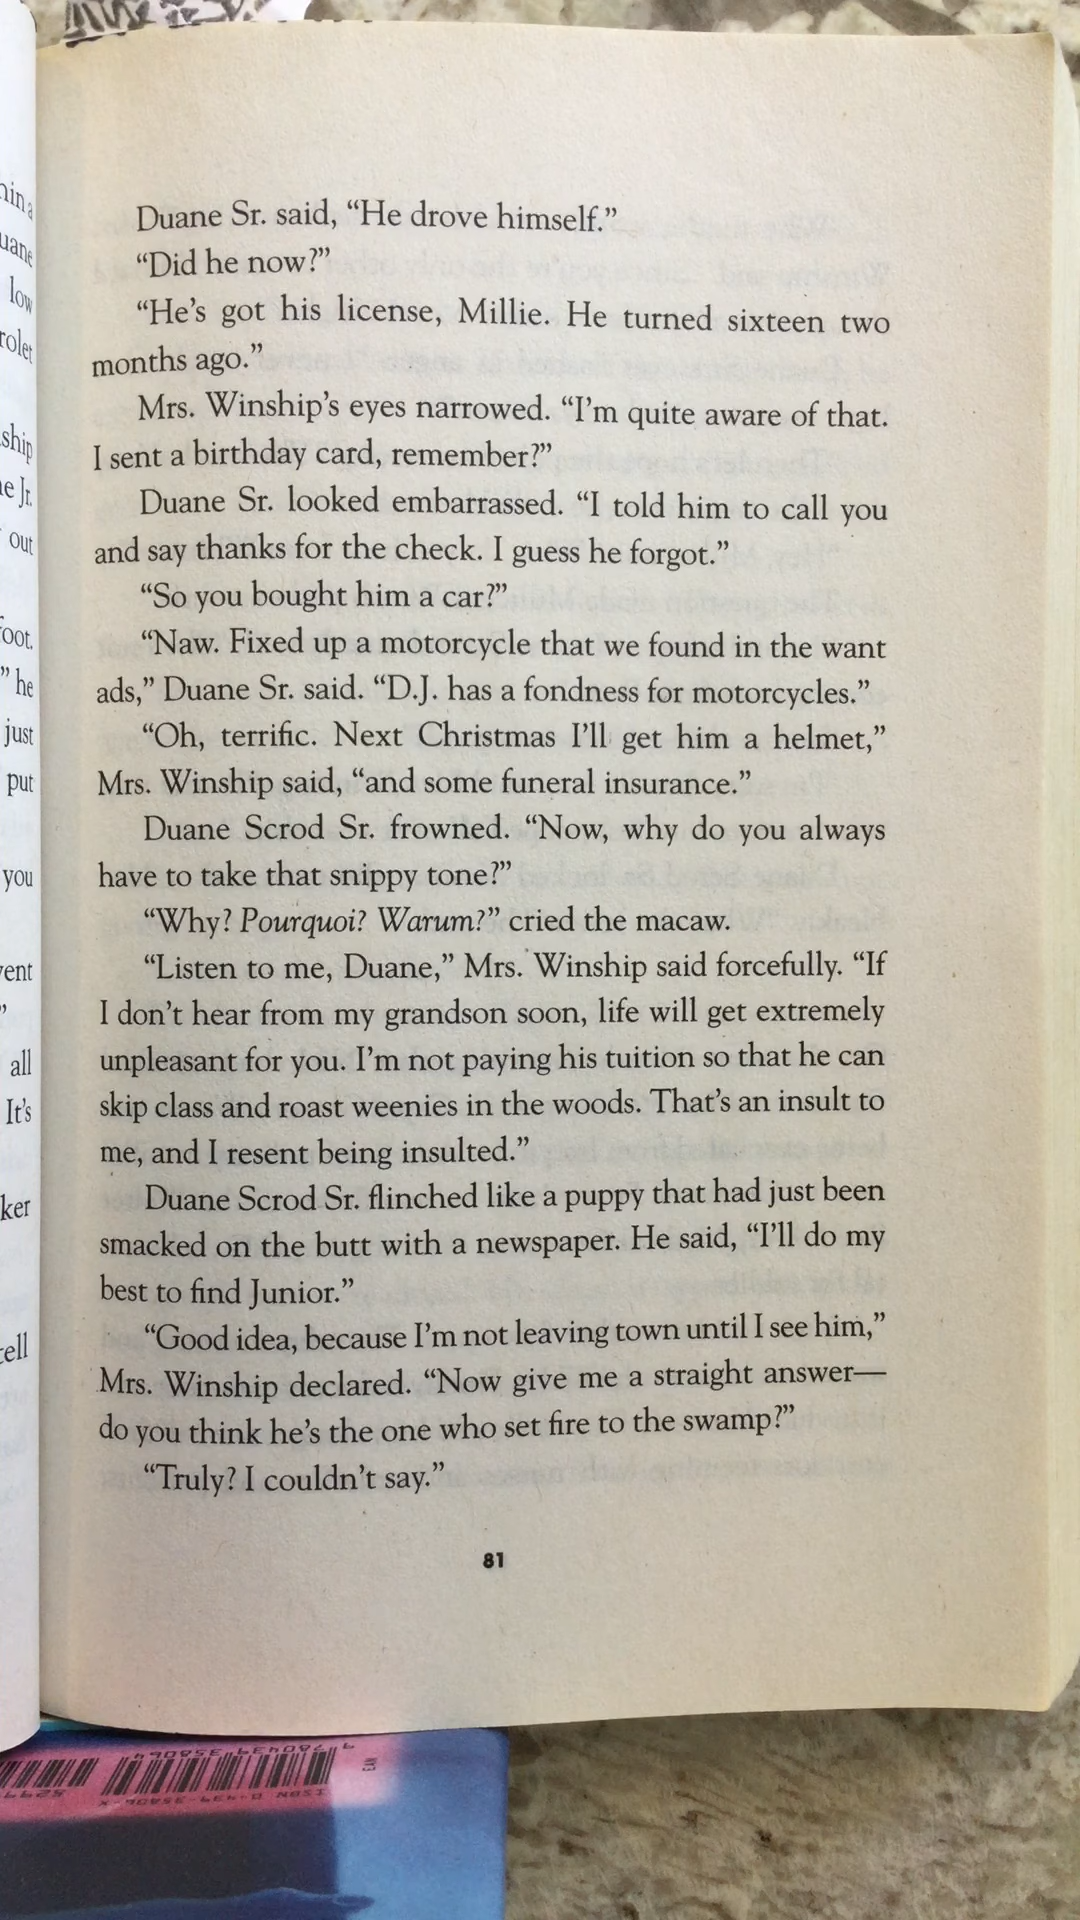 Duane Sr. said, “He drove himself.”
“Did he now?”
“He’s got his license, Millie. He turned sixteen two
months ago.”
Mrs. Winship’s eyes narrowed. “I’m quite aware of that.
I sent a birthday card, remember?”
Duane Sr. looked embarrassed. “I told him to call you
and say thanks for the check. I guess he forgot.”
“So you bought him a car?”
“Naw. Fixed up a motorcycle that we found in the want
ads,” Duane Sr. said. “D.J. has a fondness for motorcycles.”
“Oh, terrific. Next Christmas I’ll get him a helmet,”
Mrs. Winship said, “and some funeral insurance.”
Duane Scrod Sr. frowned. “Now, why do you always
have to take that snippy tone?”
“Why? Pourquoi? Warum?” cried the macaw.
“Listen to me, Duane,” Mrs. Winship said forcefully. “If
I don’t hear from my grandson soon, life will get extremely
unpleasant for you. I’m not paying his tuition so that he can
skip class and roast weenies in the woods. That’s an insult to
me, and I resent being insulted.”
Duane Scrod Sr. flinched like a puppy that had just been
smacked on the butt with a newspaper. He said, “I’ll do my
best to find Junior.”
“Good idea, because I’m not leaving town until I see him,”
Mrs. Winship declared. “Now give me a straight answer—
do you think he’s the one who set fire to the swamp?”
“Truly? I couldn’t say.”
81
low
ship
out
” he
just
put
you
”
all
It’s
EAN